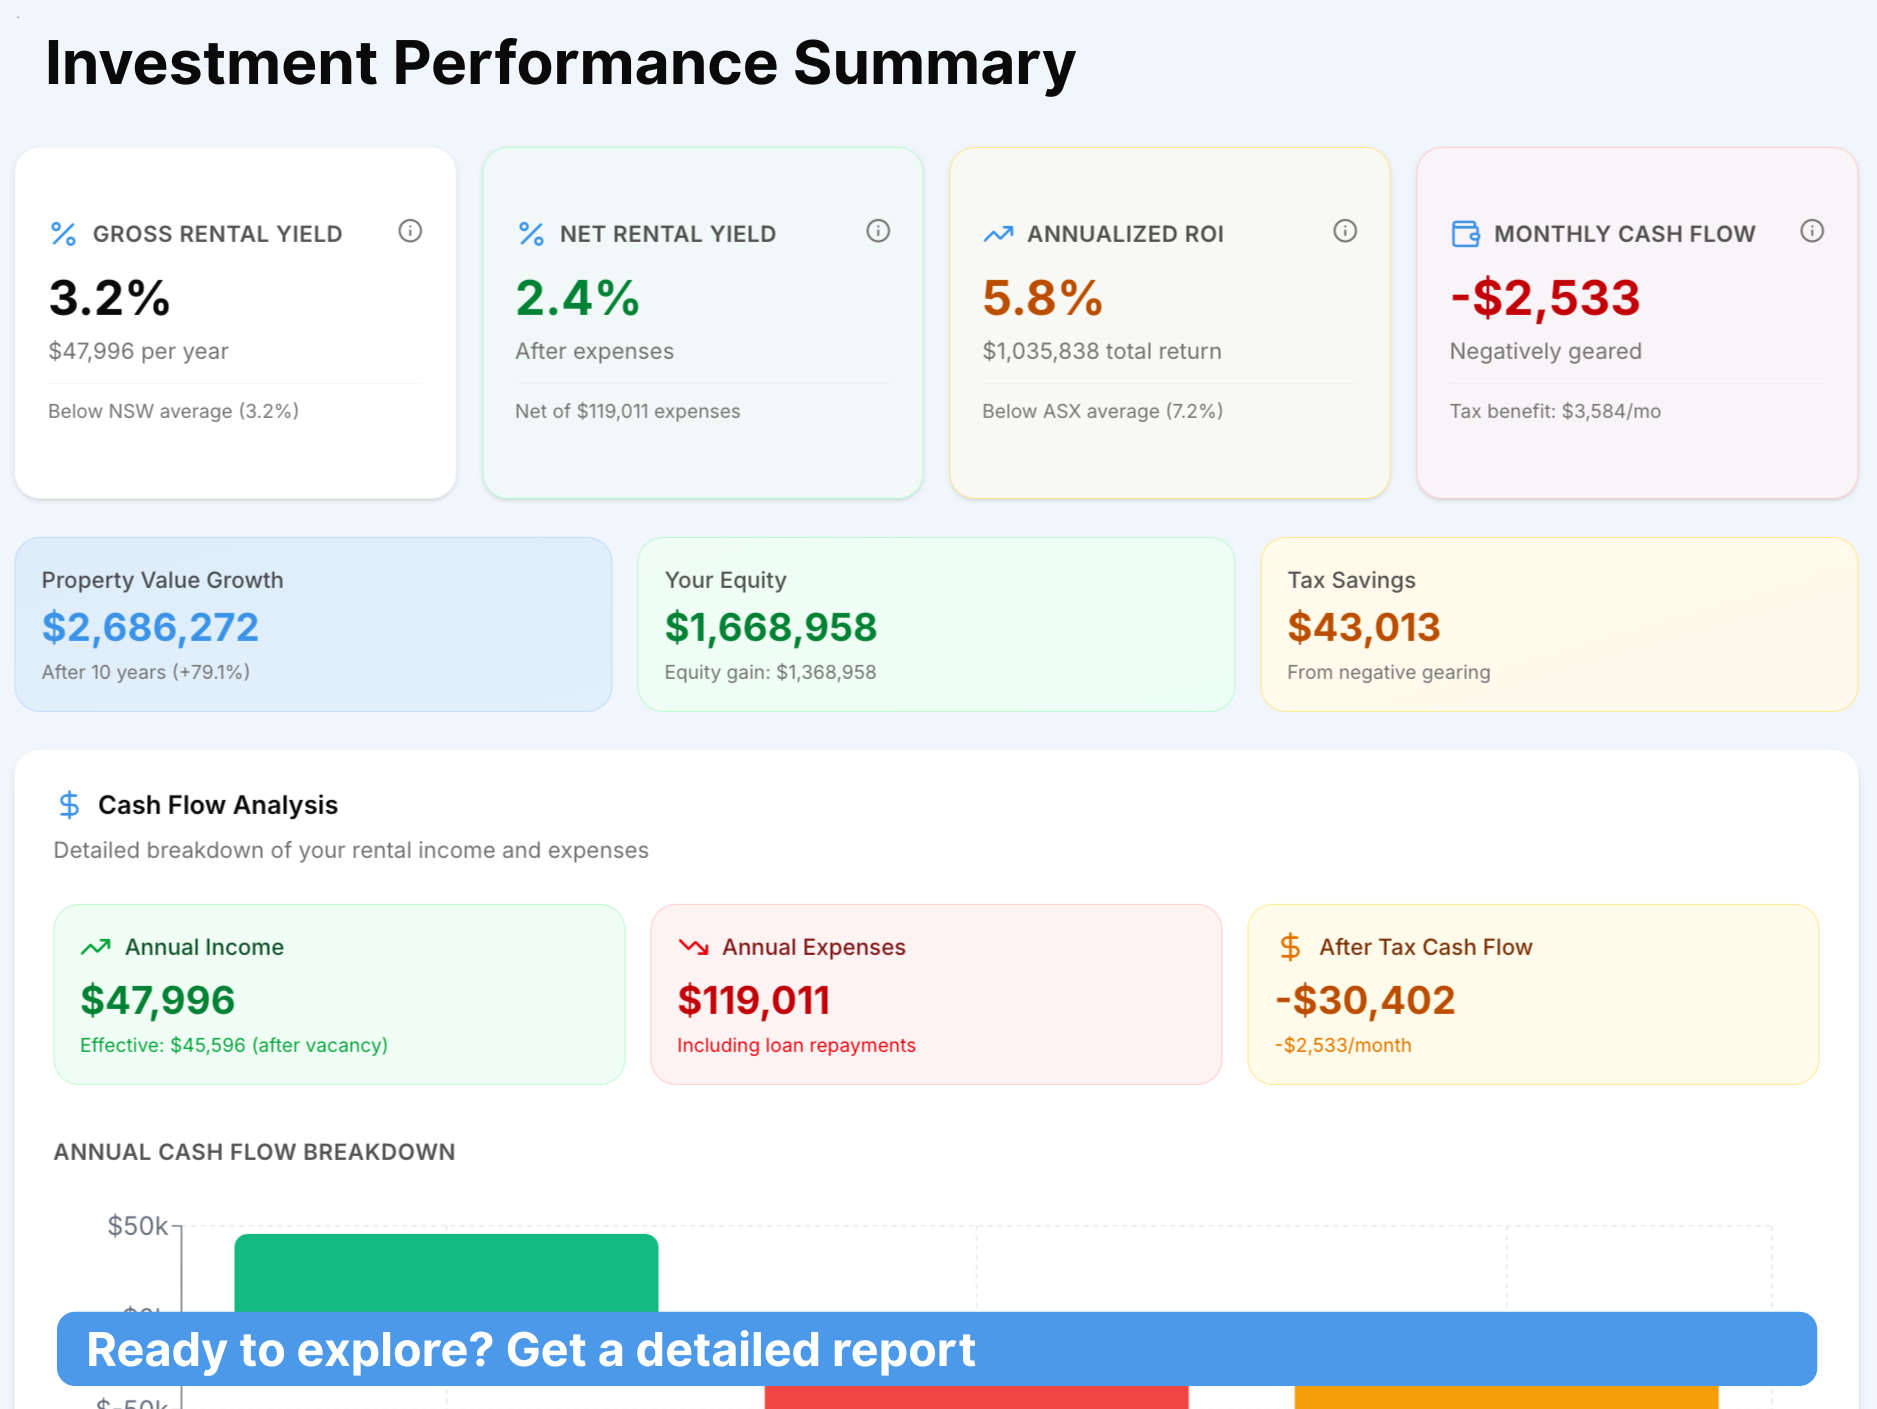 Investment Performance Summary
GROSS RENTAL YIELD
3.2%
$47,996 per year
Below NSW average (3.2%)
NET RENTAL YIELD
2.4%
After expenses
Net of $119,011 expenses
ANNUALIZED ROI
5.8%
$1,035,838 total return
Below ASX average (7.2%)
MONTHLY CASH FLOW
-$2,533
Negatively geared
Tax benefit: $3,584/mo
Property Value Growth
$2,686,272
After 10 years (+79.1%)
Your Equity
$1,668,958
Equity gain: $1,368,958
Tax Savings
$43,013
From negative gearing
Cash Flow Analysis
Detailed breakdown of your rental income and expenses
Annual Income
$47,996
Effective: $45,596 (after vacancy)
Annual Expenses
$119,011
Including loan repayments
After Tax Cash Flow
-$30,402
-$2,533/month
ANNUAL CASH FLOW BREAKDOWN
$50k
Ready to explore? Get a detailed report